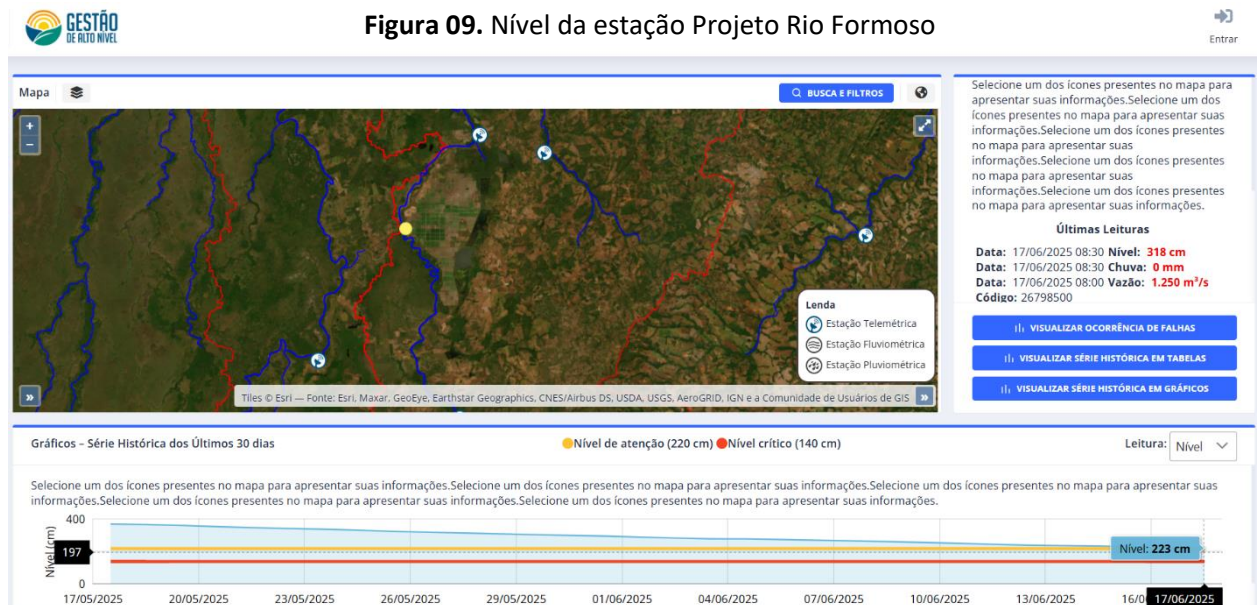 GESTÃO
DE ALTO NÍVEL
Figura 09. Nível da estação Projeto Rio Formoso
Entrar
Mapa
BUSCA E FILTROS
+
−
Lenda
Estação Telemétrica
Estação Fluviométrica
Estação Pluviométrica
»
Tiles © Esri — Fonte: Esri, Maxar, GeoEye, Earthstar Geographics, CNES/Airbus DS, USDA, USGS, AeroGRID, IGN e a Comunidade de Usuários de GIS
»
Selecione um dos ícones presentes no mapa para
apresentar suas informações.Selecione um dos
ícones presentes no mapa para apresentar suas
informações.Selecione um dos ícones presentes
no mapa para apresentar suas
informações.Selecione um dos ícones presentes
no mapa para apresentar suas
informações.Selecione um dos ícones presentes
no mapa para apresentar suas informações.
Últimas Leituras
Data: 17/06/2025 08:30 Nível: 318 cm
Data: 17/06/2025 08:30 Chuva: 0 mm
Data: 17/06/2025 08:00 Vazão: 1.250 m³/s
Código: 26798500
VISUALIZAR OCORRÊNCIA DE FALHAS
VISUALIZAR SÉRIE HISTÓRICA EM TABELAS
VISUALIZAR SÉRIE HISTÓRICA EM GRÁFICOS
Gráficos – Série Histórica dos Últimos 30 dias
Nível de atenção (220 cm) Nível crítico (140 cm)
Leitura: Nível
Selecione um dos ícones presentes no mapa para apresentar suas informações.Selecione um dos ícones presentes no mapa para apresentar suas informações.Selecione um dos ícones presentes no mapa para apresentar suas
informações.Selecione um dos ícones presentes no mapa para apresentar suas informações.Selecione um dos ícones presentes no mapa para apresentar suas informações.
Nível (cm)
400
197
0
Nível: 223 cm
17/05/2025 20/05/2025 23/05/2025 26/05/2025 29/05/2025 01/06/2025 04/06/2025 07/06/2025 10/06/2025 13/06/2025 16/0 17/06/2025